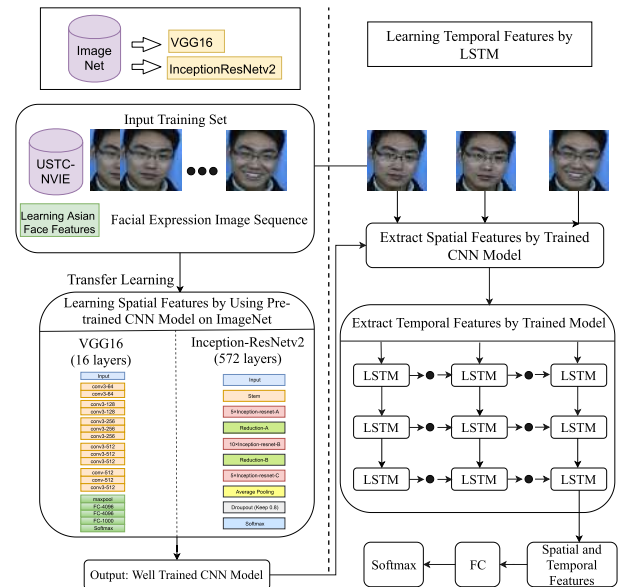 Image
Net
VGG16
InceptionResNetv2
Learning Temporal Features by
LSTM
Input Training Set
USTC-
NVIE
Learning Asian
Face Features
Facial Expression Image Sequence
Transfer Learning
Learning Spatial Features by Using Pre-
trained CNN Model on ImageNet
VGG16
(16 layers)
Input
conv3-64
conv3-64
conv3-128
conv3-128
conv3-256
conv3-256
conv3-256
conv3-512
conv3-512
conv3-512
conv-512
conv-512
conv3-512
maxpool
FC-4096
FC-4096
FC-1000
Softmax
Inception-ResNetv2
(572 layers)
Input
Stem
5×Inception-resnet-A
Reduction-A
10×Inception-resnet-B
Reduction-B
5×Inception-resnet-C
Average Pooling
Droupout (Keep 0.8)
Softmax
Output: Well Trained CNN Model
Extract Spatial Features by Trained
CNN Model
Extract Temporal Features by Trained Model
LSTM LSTM LSTM
LSTM LSTM LSTM
LSTM LSTM LSTM
Spatial and
Temporal
Features
FC
Softmax